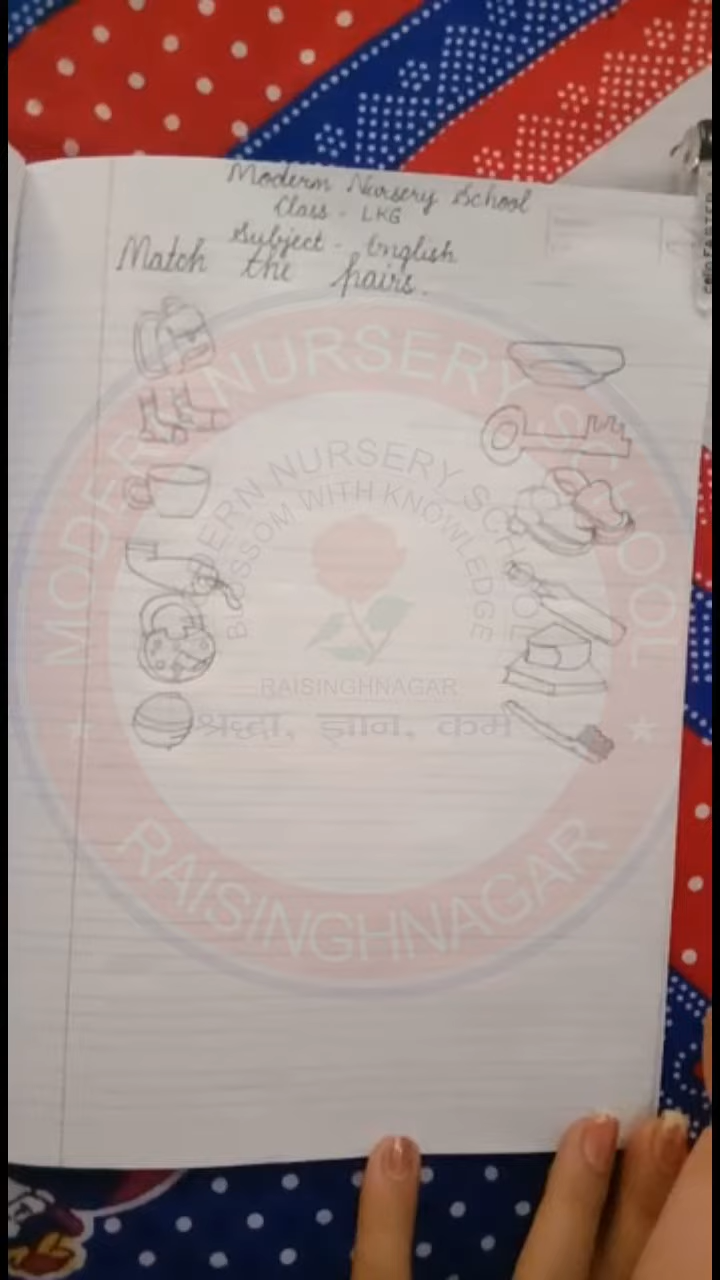 Modern Nursery School
Class - LKG
Subject - English
Match the pairs.
MODERN NURSERY SCHOOL
MODERN NURSERY SCHOOL
BLOSSOM WITH KNOWLEDGE
RAISINGHNAGAR
श्रध्दा, ज्ञान, कर्म
RAISINGHNAGAR